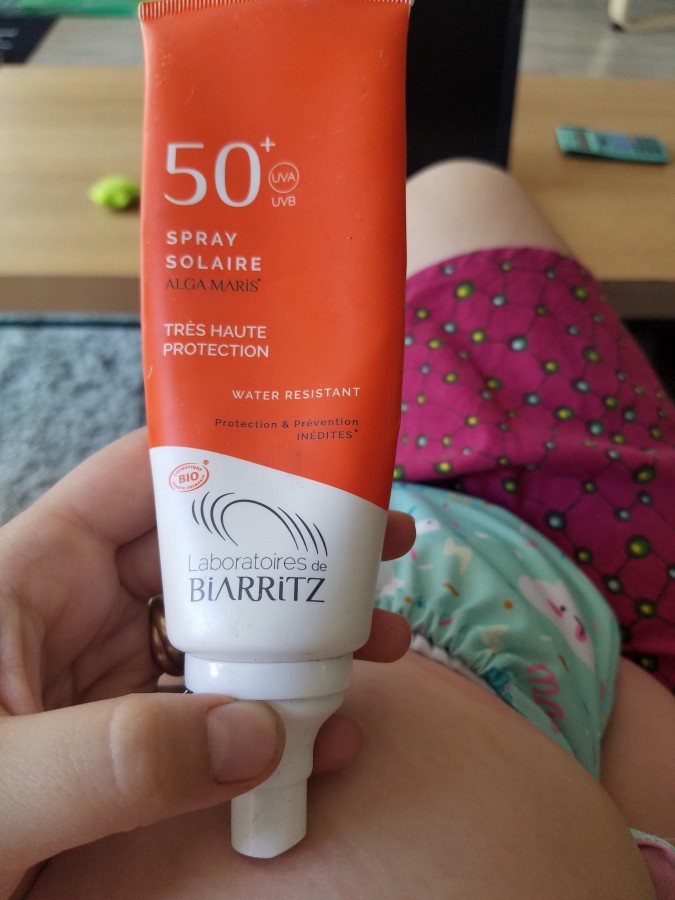 50+
UVA
UVB
SPRAY
SOLAIRE
ALGA MARIS®
TRÈS HAUTE
PROTECTION
WATER RESISTANT
Protection & Prévention
INÉDITES*
COSMETIQUE
BIO
Laboratoires de
BiARRiTZ